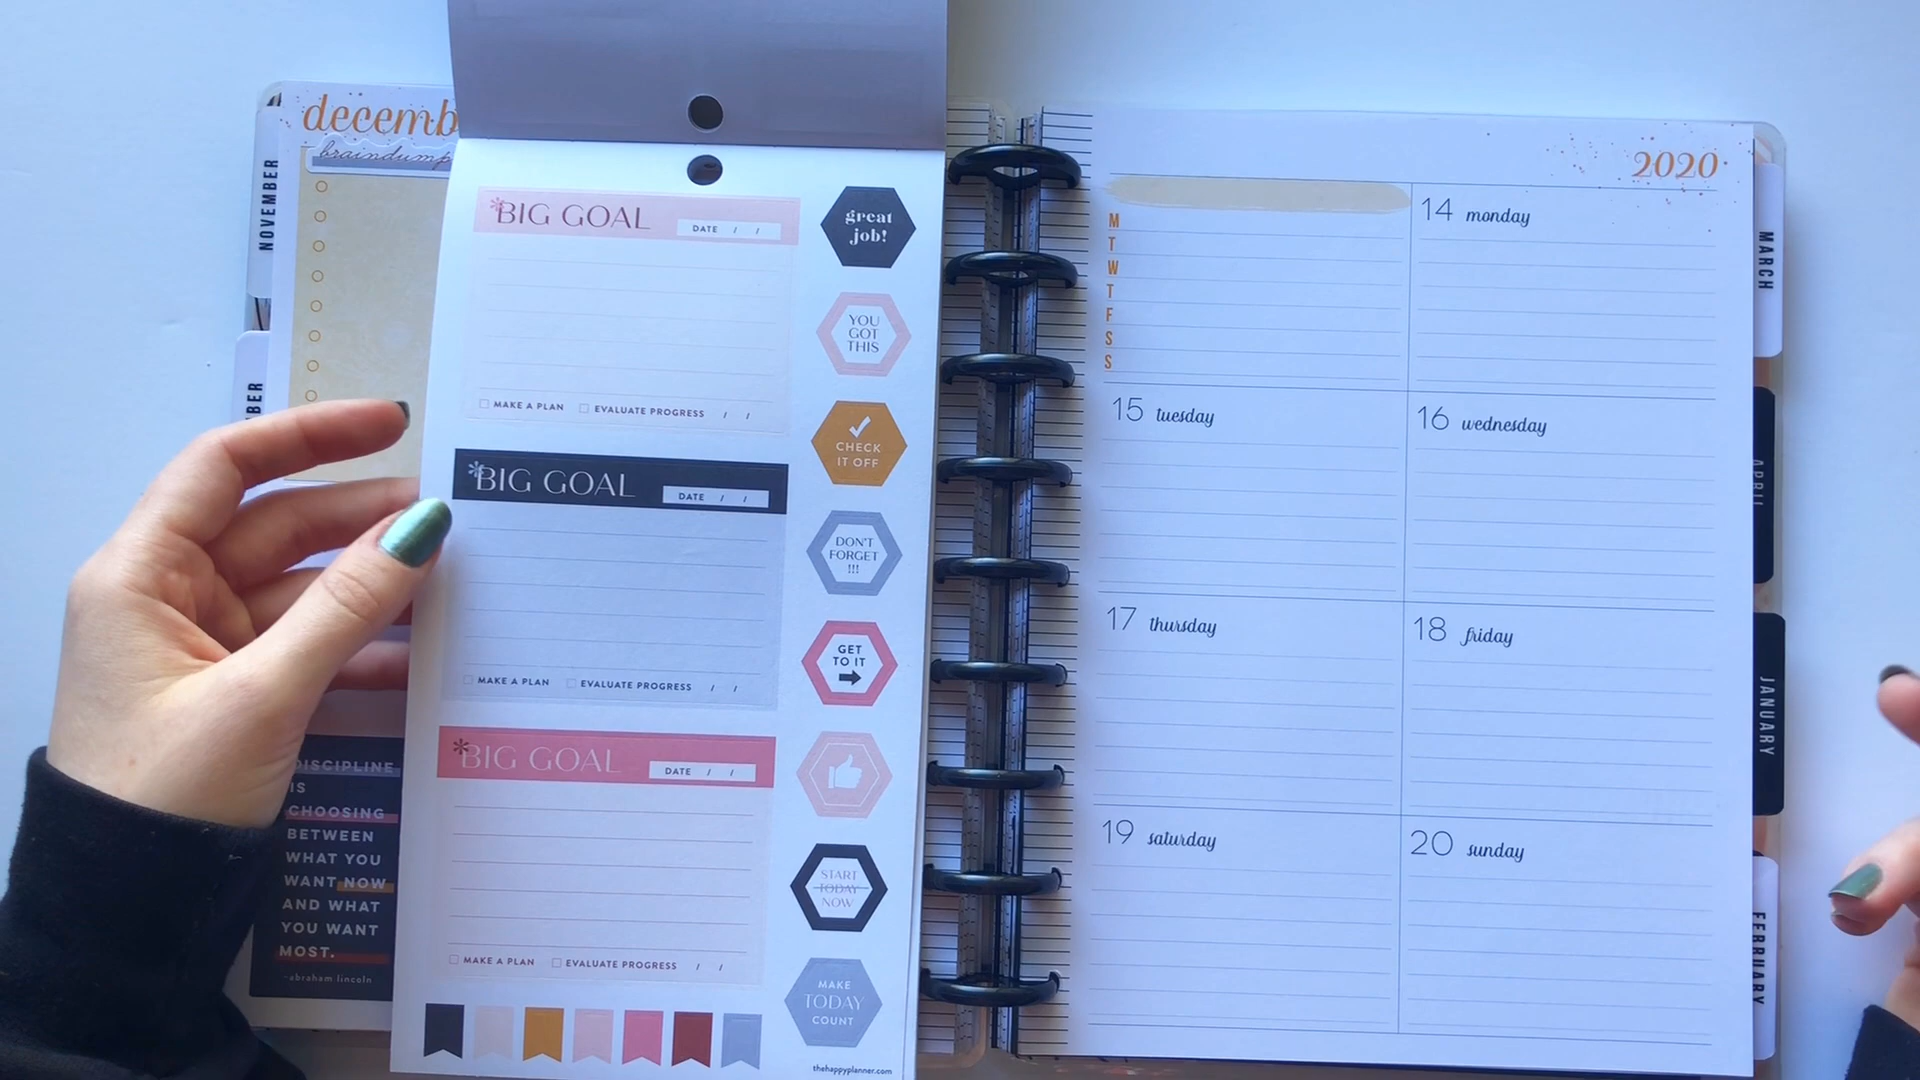 decemb
braindump
NOVEMBER
BER
DISCIPLINE
IS
CHOOSING
BETWEEN
WHAT YOU
WANT NOW
AND WHAT
YOU WANT
MOST.
-abraham lincoln
*BIG GOAL
DATE / /
MAKE A PLAN EVALUATE PROGRESS / /
*BIG GOAL
DATE / /
MAKE A PLAN EVALUATE PROGRESS / /
*BIG GOAL
DATE / /
MAKE A PLAN EVALUATE PROGRESS / /
great
job!
YOU
GOT
THIS
CHECK
IT OFF
DON'T
FORGET
!!!
GET
TO IT
START
TODAY
NOW
MAKE
TODAY
COUNT
thehappyplanner.com
2020
M
T
W
T
F
S
S
14 monday
15 tuesday
16 wednesday
17 thursday
18 friday
19 saturday
20 sunday
MARCH
APRIL
JANUARY
FEBRUARY